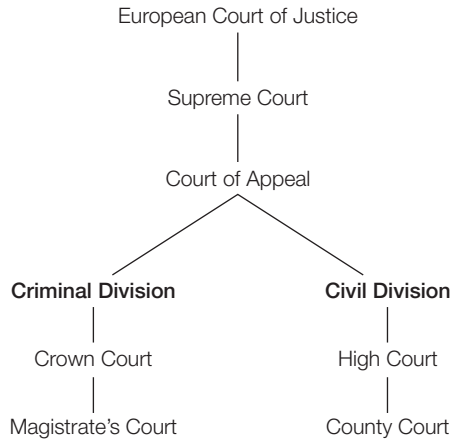 European Court of Justice
Supreme Court
Court of Appeal
Criminal Division
Civil Division
Crown Court
High Court
Magistrate's Court
County Court